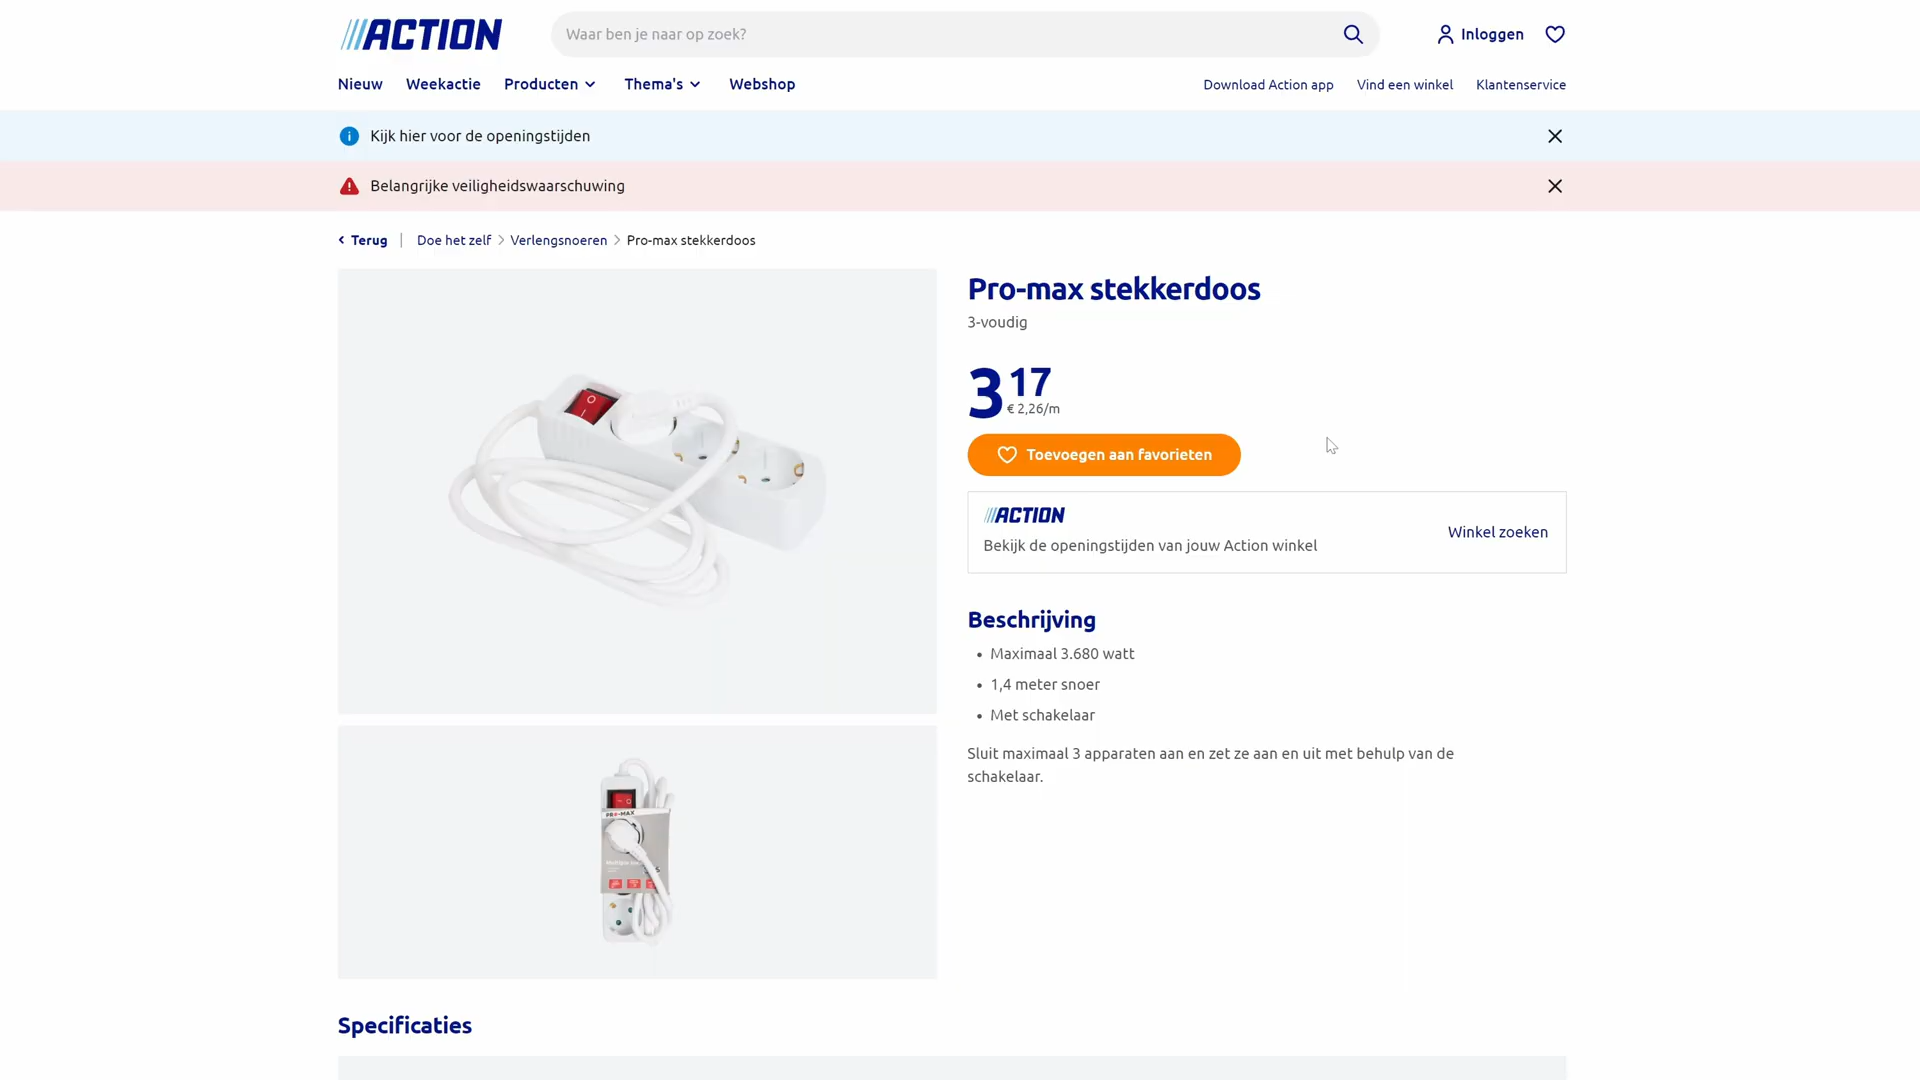 ACTION
Waar ben je naar op zoek?
Inloggen
Nieuw
Weekactie
Producten
Thema's
Webshop
Download Action app
Vind een winkel
Klantenservice
Kijk hier voor de openingstijden
Belangrijke veiligheidswaarschuwing
Terug
Doe het zelf
Verlengsnoeren
Pro-max stekkerdoos
Pro-max stekkerdoos
3-voudig
3 17
€ 2,26/m
Toevoegen aan favorieten
ACTION
Bekijk de openingstijden van jouw Action winkel
Winkel zoeken
Beschrijving
• Maximaal 3.680 watt
• 1,4 meter snoer
• Met schakelaar
Sluit maximaal 3 apparaten aan en zet ze aan en uit met behulp van de
schakelaar.
PRO-MAX
Specificaties